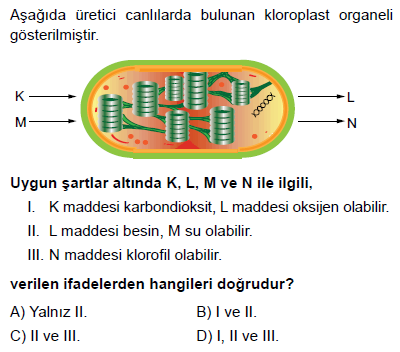 Aşağıda üretici canlılarda bulunan kloroplast organeli
gösterilmiştir.
K
L
M
N
Uygun şartlar altında K, L, M ve N ile ilgili,
I. K maddesi karbondioksit, L maddesi oksijen olabilir.
II. L maddesi besin, M su olabilir.
III. N maddesi klorofil olabilir.
verilen ifadelerden hangileri doğrudur?
A) Yalnız II. B) I ve II.
C) II ve III. D) I, II ve III.